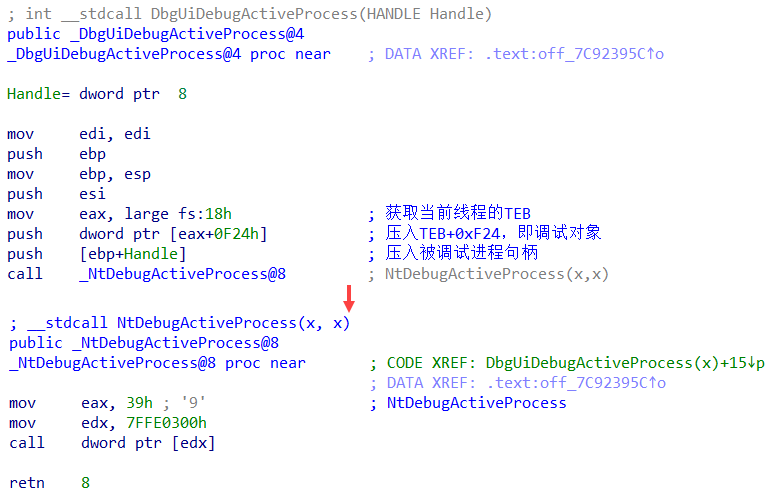 ; int __stdcall DbgUiDebugActiveProcess(HANDLE Handle)
public _DbgUiDebugActiveProcess@4
_DbgUiDebugActiveProcess@4 proc near    ; DATA XREF: .text:off_7C92395C↑o
Handle= dword ptr  8
mov     edi, edi
push    ebp
mov     ebp, esp
push    esi
mov     eax, large fs:18h               ; 获取当前线程的TEB
push    dword ptr [eax+0F24h]           ; 压入TEB+0xF24，即调试对象
push    [ebp+Handle]                    ; 压入被调试进程句柄
call    _NtDebugActiveProcess@8         ; NtDebugActiveProcess(x,x)
; __stdcall NtDebugActiveProcess(x, x)
public _NtDebugActiveProcess@8
_NtDebugActiveProcess@8 proc near       ; CODE XREF: DbgUiDebugActiveProcess(x)+15↓p
; DATA XREF: .text:off_7C92395C↑o
mov     eax, 39h ; '9'                  ; NtDebugActiveProcess
mov     edx, 7FFE0300h
call    dword ptr [edx]
retn    8